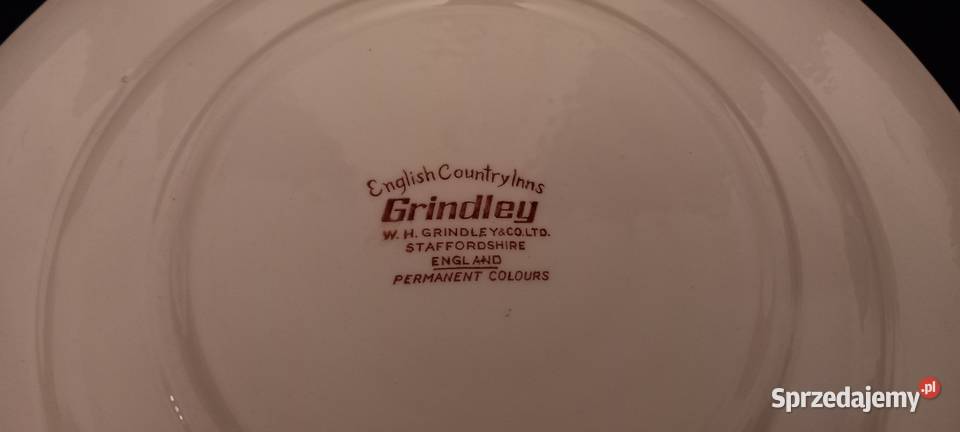 English Country Inns
Grindley
W. H. GRINDLEY & CO. LTD.
STAFFORDSHIRE
ENGLAND
PERMANENT COLOURS
Sprzedajemy.pl